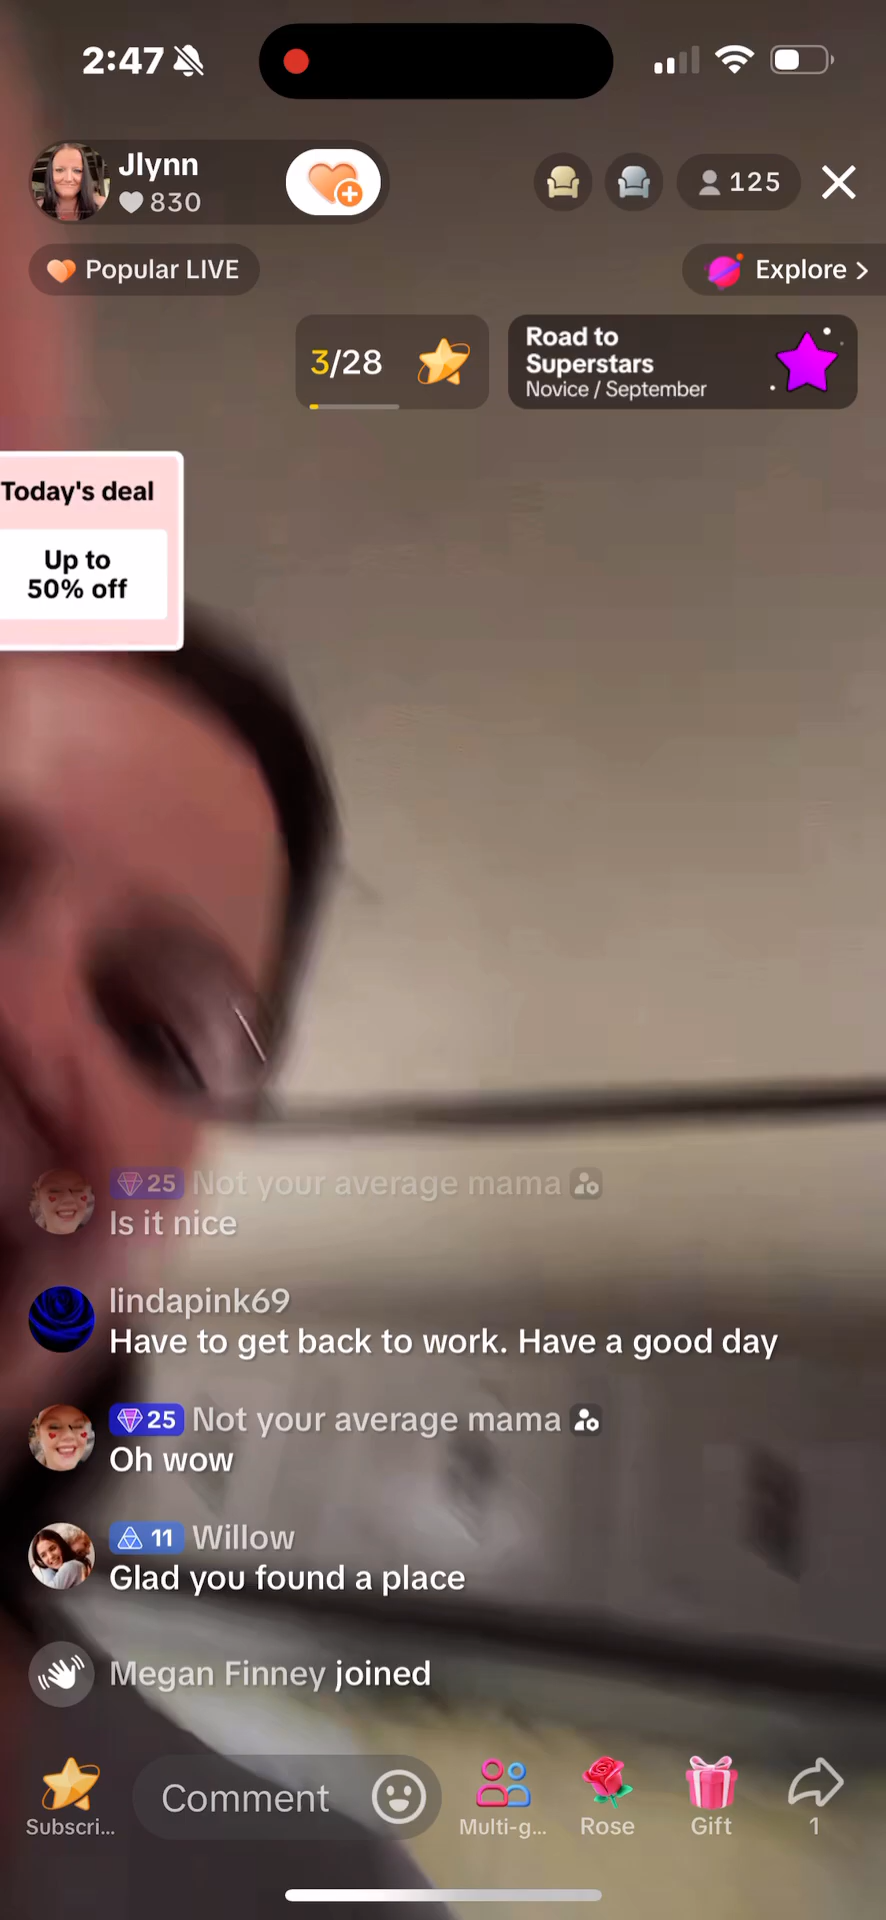 2:47
Jlynn
830
125
Popular LIVE
Explore >
3/28
Road to
Superstars
Novice / September
Today's deal
Up to
50% off
25 Not your average mama
Is it nice
lindapink69
Have to get back to work. Have a good day
25 Not your average mama
Oh wow
11 Willow
Glad you found a place
Megan Finney joined
Subscri...
Comment
Multi-g...
Rose
Gift
1